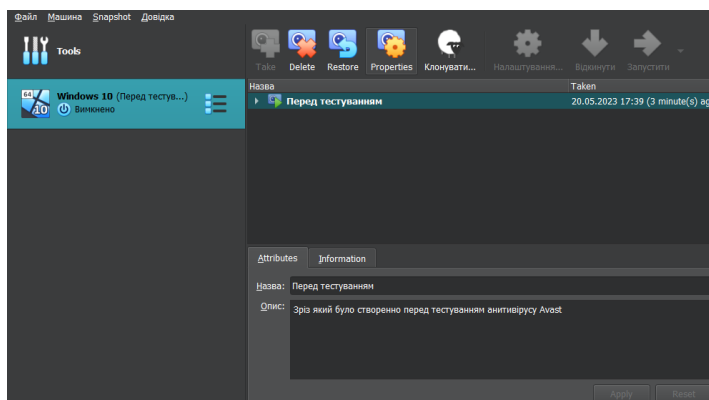 Файл Машина Snapshot Довідка
Tools
Take Delete Restore Properties Клонувати... Налаштування... Відкинути Запустити
64
10
Windows 10 (Перед тестув...)
Вимкнено
Назва Taken
Перед тестуванням 20.05.2023 17:39 (3 minute(s) ag
Attributes Information
Назва: Перед тестуванням
Опис: Зріз який було створенно перед тестуванням анитивірусу Avast
Apply Reset